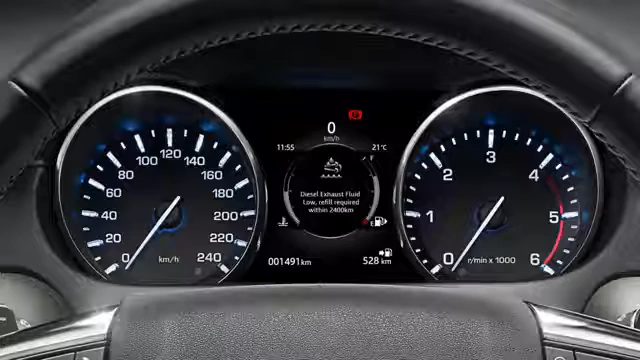 0
km/h
11:55 21°C
Diesel Exhaust Fluid
Low, refill required
within 2400km
F
E
001491km 528 km
0
20
40
60
80
100
120
140
160
180
200
220
240
km/h
0
1
2
3
4
5
6
r/min x 1000